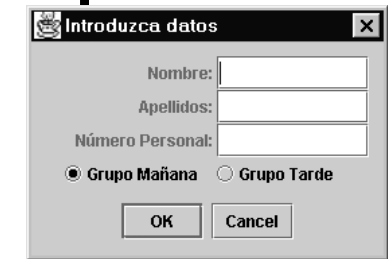 Introduzca datos
Nombre:
Apellidos:
Número Personal:
Grupo Mañana Grupo Tarde
OK Cancel